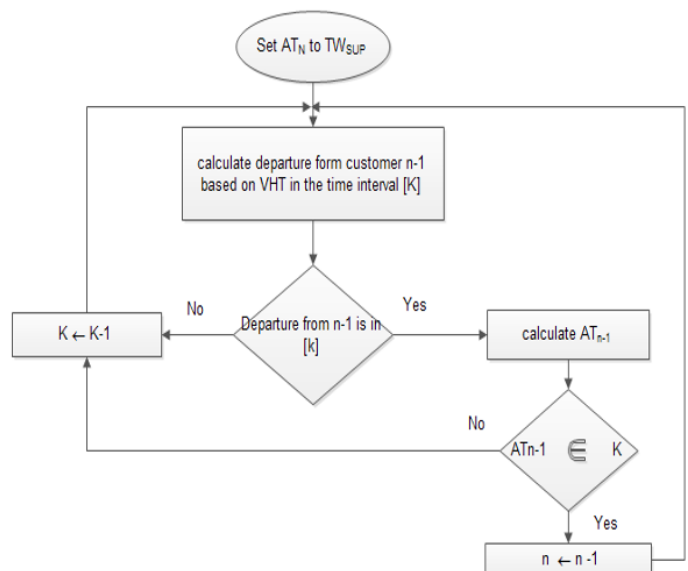 Set ATN to TWSUP
calculate departure form customer n-1
based on VHT in the time interval [K]
No
Yes
Departure from n-1 is in
[k]
K ← K-1
calculate ATn-1
No
ATn-1 ∈ K
Yes
n ← n -1